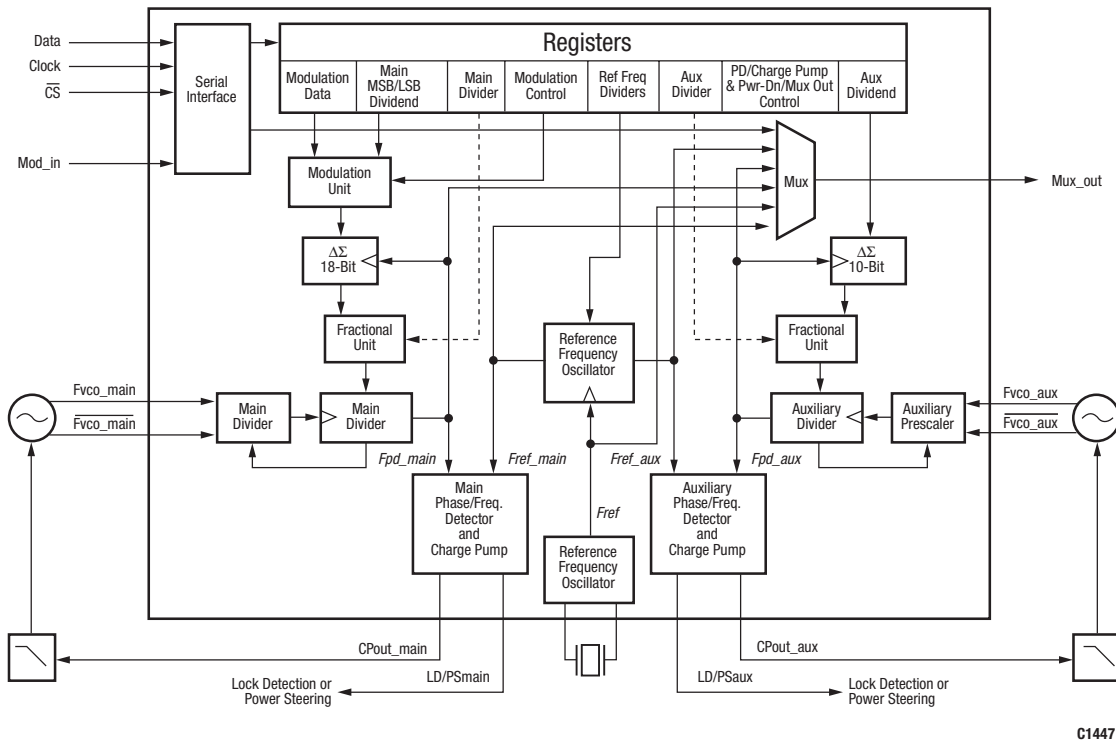 Registers
Data
Clock
CS
Mod_in
Serial
Interface
Modulation
Data
Main
MSB/LSB
Dividend
Main
Divider
Modulation
Control
Ref Freq
Dividers
Aux
Divider
PD/Charge Pump
& Pwr-Dn/Mux Out
Control
Aux
Dividend
Modulation
Unit
Mux
Mux_out
ΔΣ
18-Bit
ΔΣ
10-Bit
Fractional
Unit
Reference
Frequency
Oscillator
Fractional
Unit
Fvco_main
Fvco_main
Main
Divider
Main
Divider
Auxiliary
Divider
Auxiliary
Prescaler
Fvco_aux
Fvco_aux
Fpd_main
Fref_main
Fref_aux
Fpd_aux
Main
Phase/Freq.
Detector
and
Charge Pump
Fref
Reference
Frequency
Oscillator
Auxiliary
Phase/Freq.
Detector
and
Charge Pump
CPout_main
CPout_aux
LD/PSmain
LD/PSaux
Lock Detection or
Power Steering
Lock Detection or
Power Steering
C1447